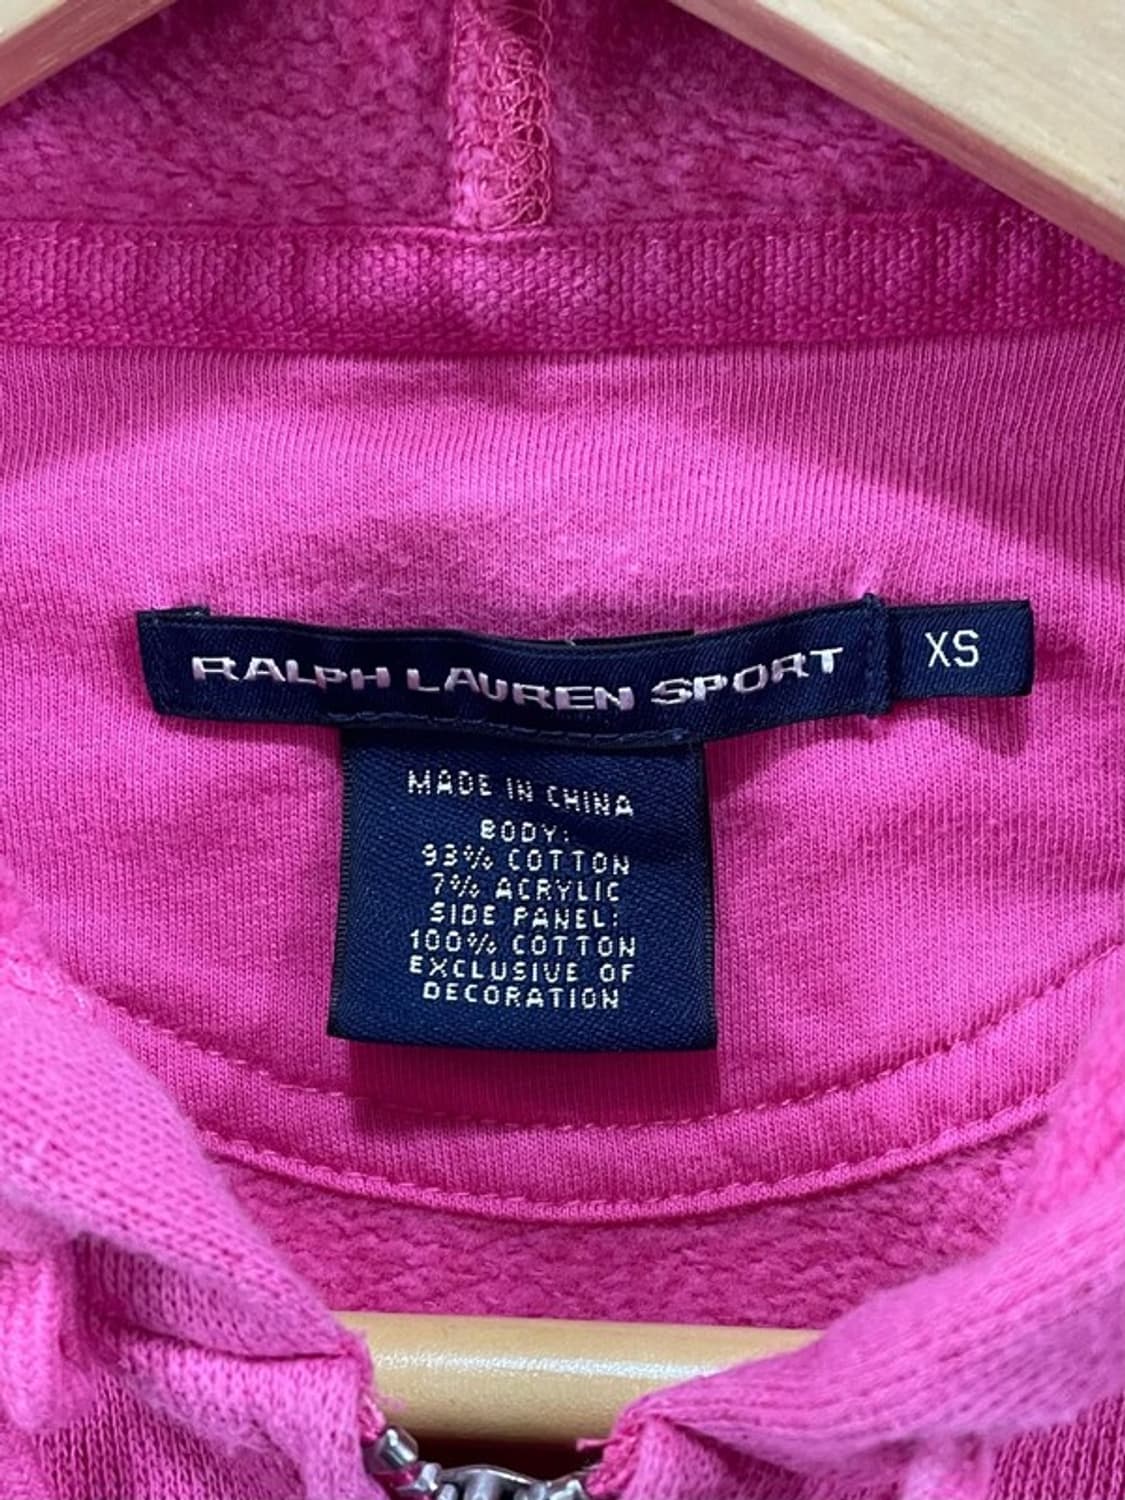 RALPH LAUREN SPORT
XS
MADE IN CHINA
BODY:
93% COTTON
7% ACRYLIC
SIDE PANEL:
100% COTTON
EXCLUSIVE OF
DECORATION